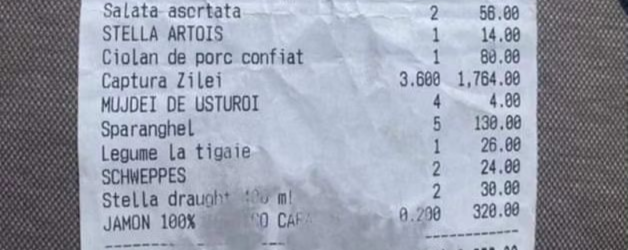 Salata asortata 2 56.00
STELLA ARTOIS 1 14.00
Ciolan de porc confiat 1 80.00
Captura Zilei 3.600 1,764.00
MUJDEI DE USTUROI 4 4.00
Sparanghel 5 130.00
Legume la tigaie 1 26.00
SCHWEPPES 2 24.00
Stella draught ml 2 30.00
JAMON 100% 0.200 320.00